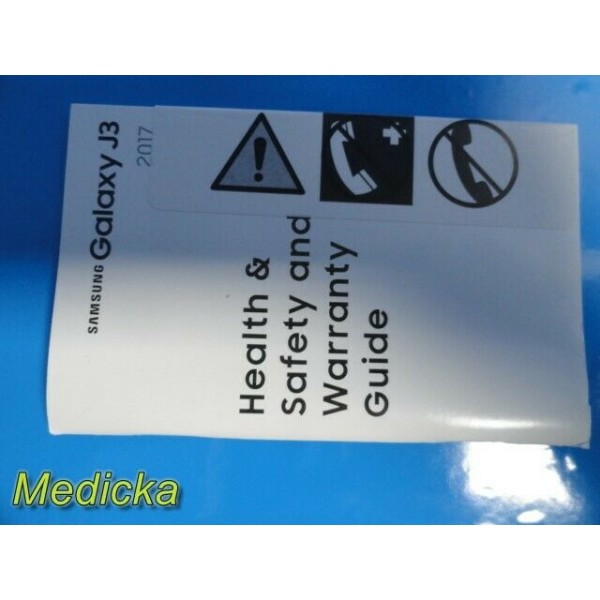 SAMSUNG Galaxy J3
2017
Health &
Safety and
Warranty
Guide
Medicka